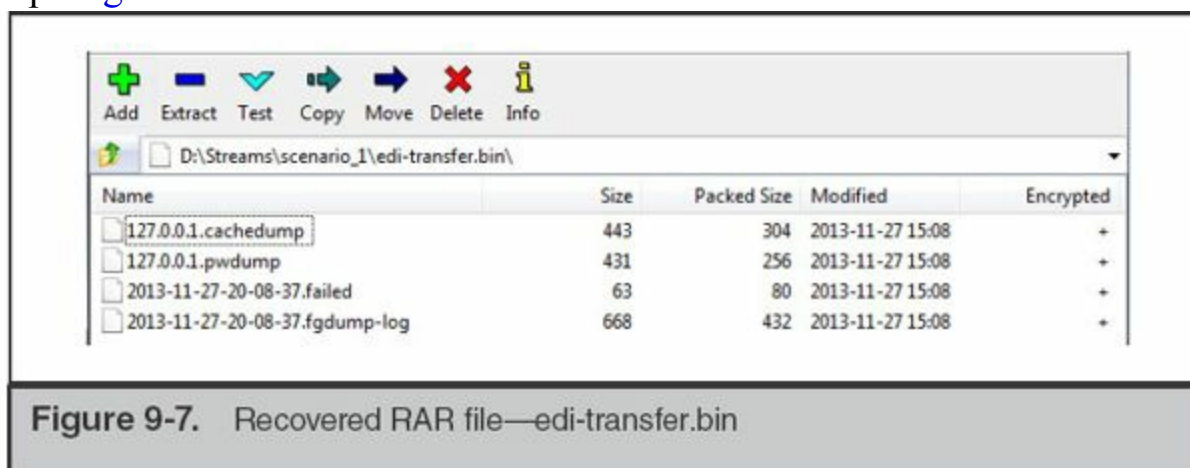 Add Extract Test Copy Move Delete Info
D:\Streams\scenario_1\edi-transfer.bin\
Name Size Packed Size Modified Encrypted
127.0.0.1.cachedump 443 304 2013-11-27 15:08 +
127.0.0.1.pwdump 431 256 2013-11-27 15:08 +
2013-11-27-20-08-37.failed 63 80 2013-11-27 15:08 +
2013-11-27-20-08-37.fgdump-log 668 432 2013-11-27 15:08 +
Figure 9-7. Recovered RAR file—edi-transfer.bin